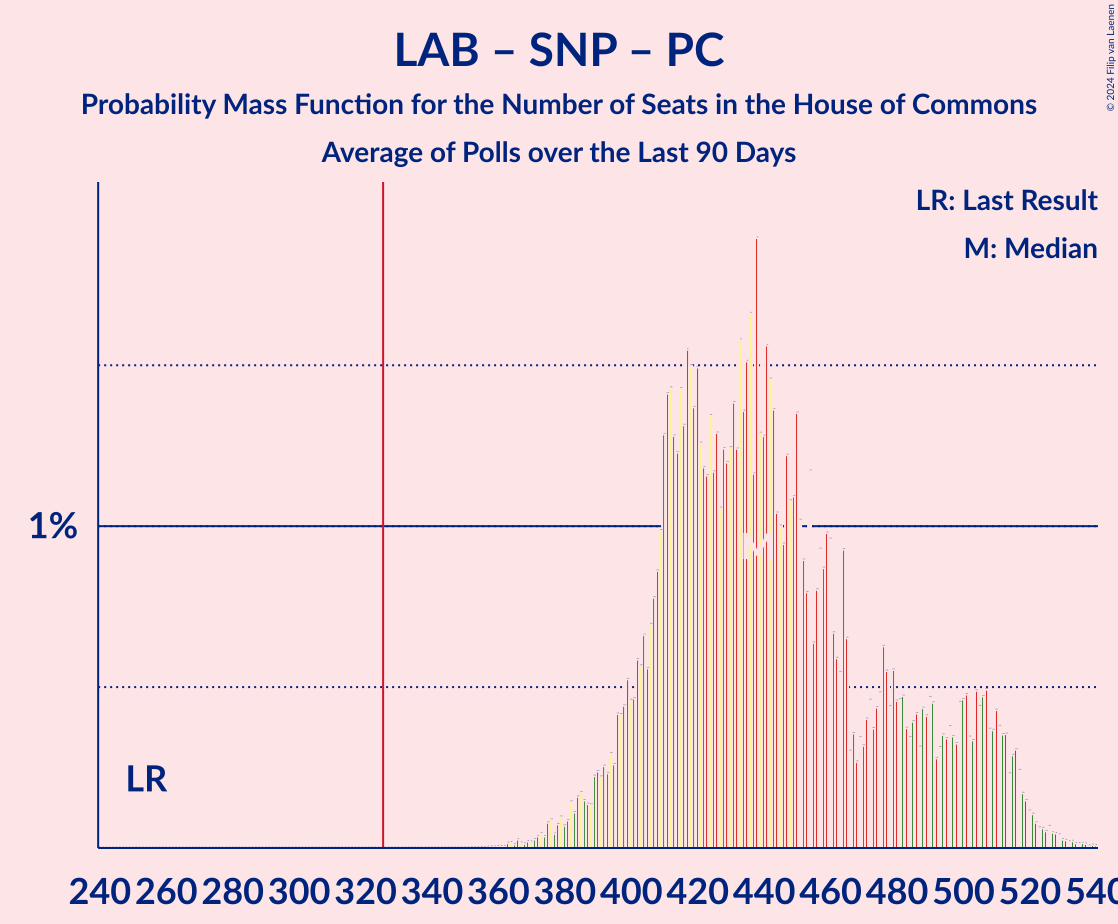 LAB – SNP – PC
Probability Mass Function for the Number of Seats in the House of Commons
Average of Polls over the Last 90 Days
© 2024 Filip van Laenen
LR: Last Result
M: Median
1%
M
LR
240 260 280 300 320 340 360 380 400 420 440 460 480 500 520 540